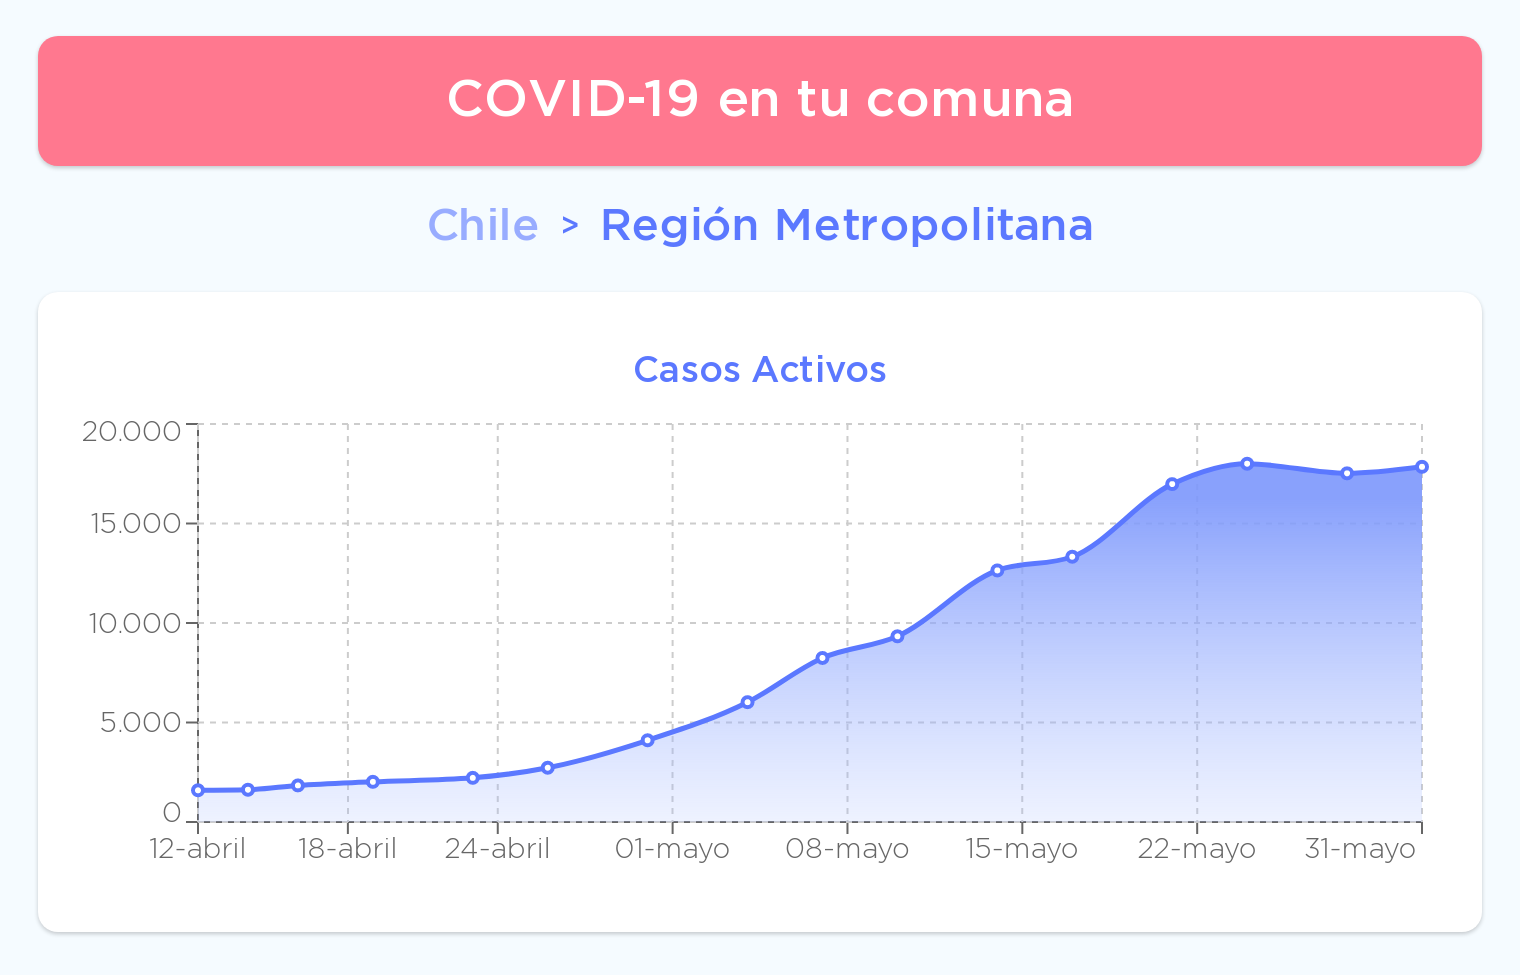 COVID-19 en tu comuna
Chile > Región Metropolitana
Casos Activos
20.000
15.000
10.000
5.000
0
12-abril 18-abril 24-abril 01-mayo 08-mayo 15-mayo 22-mayo 31-mayo